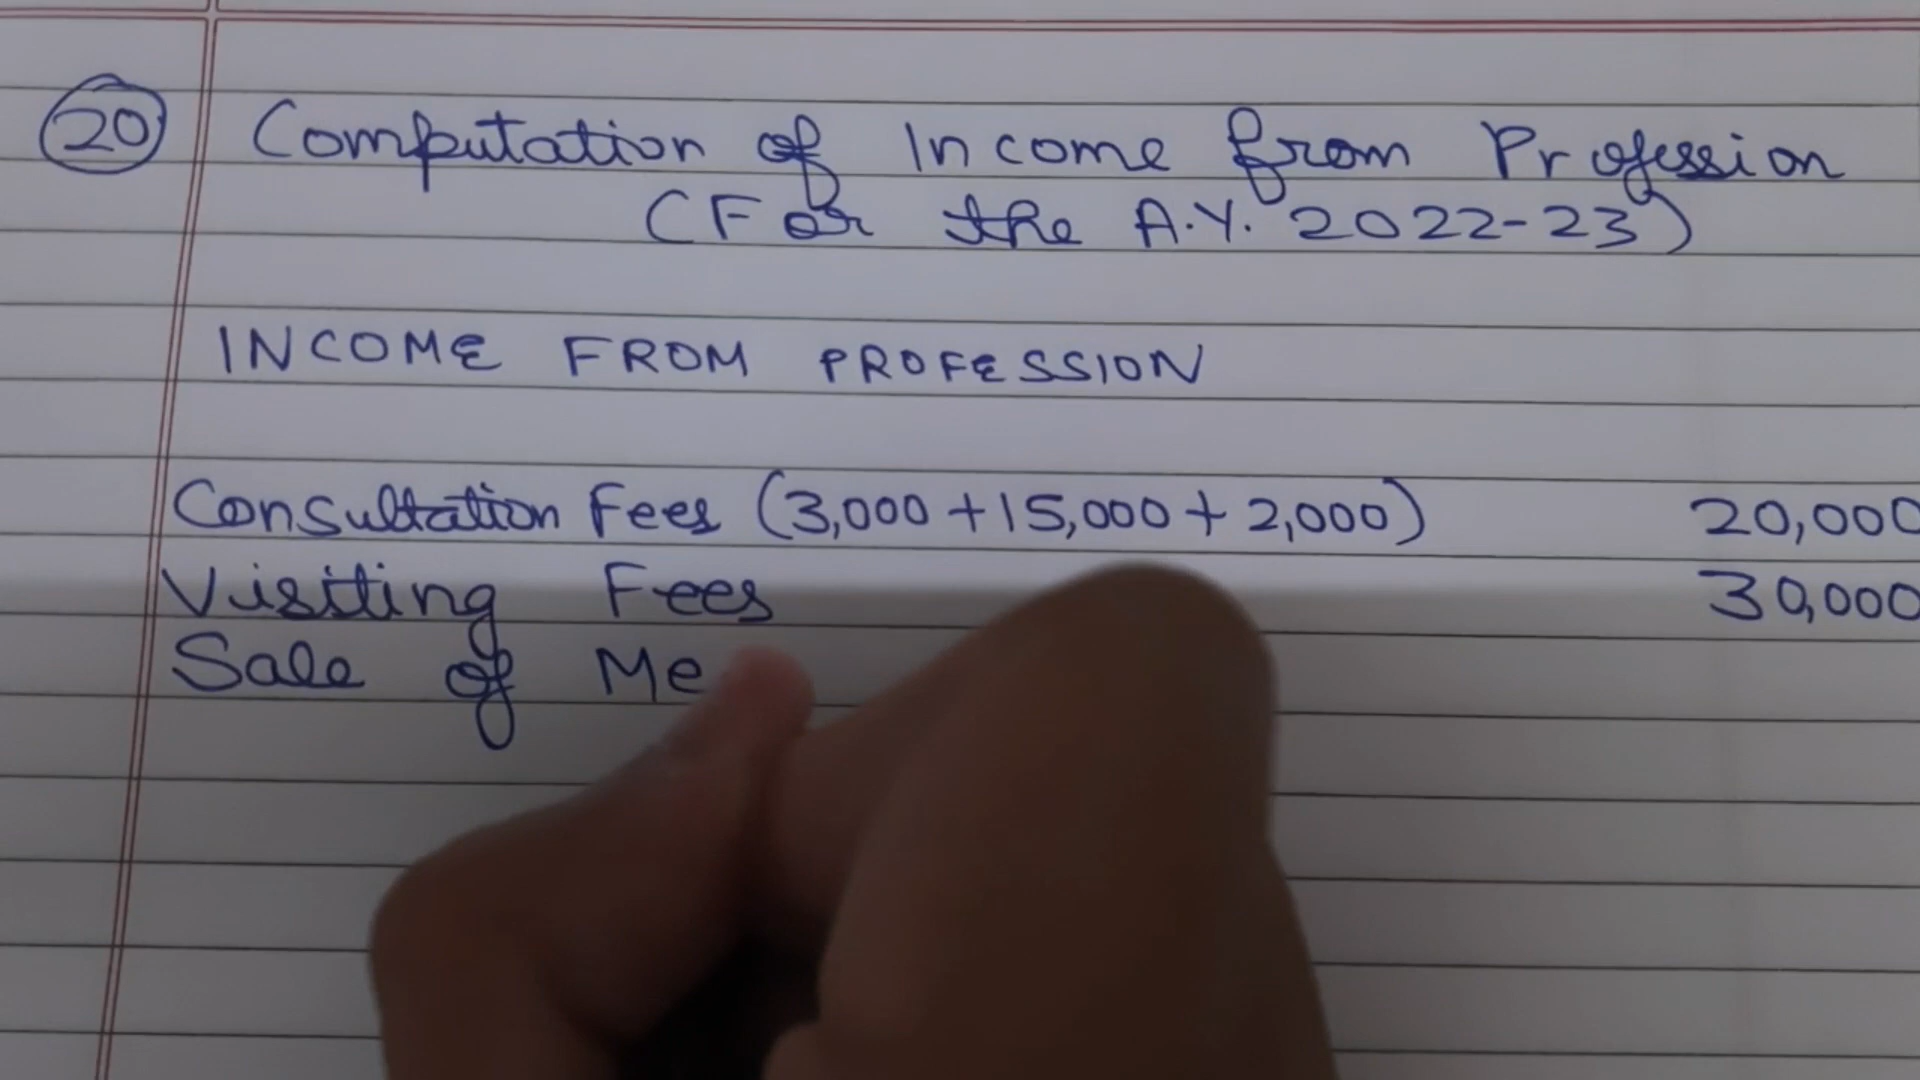 20 Computation of Income from Profession
(For the A.Y. 2022-23)
INCOME FROM PROFESSION
Consultation Fees (3,000 + 15,000 + 2,000) 20,000
Visiting Fees 30,000
Sale of Me